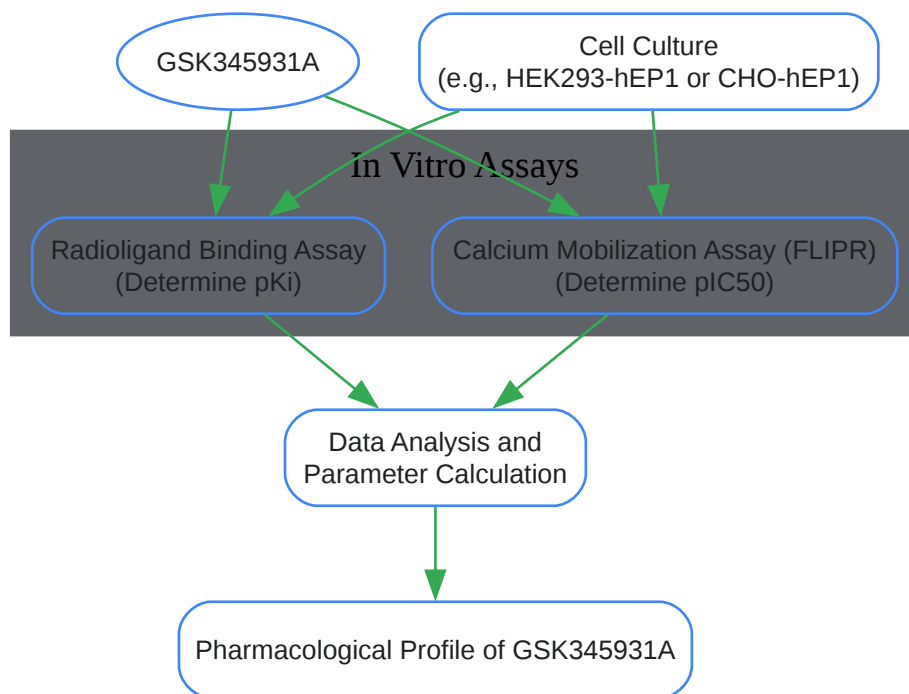 GSK345931A
Cell Culture
(e.g., HEK293-hEP1 or CHO-hEP1)
In Vitro Assays
Radioligand Binding Assay
(Determine pKi)
Calcium Mobilization Assay (FLIPR)
(Determine pIC50)
Data Analysis and
Parameter Calculation
Pharmacological Profile of GSK345931A